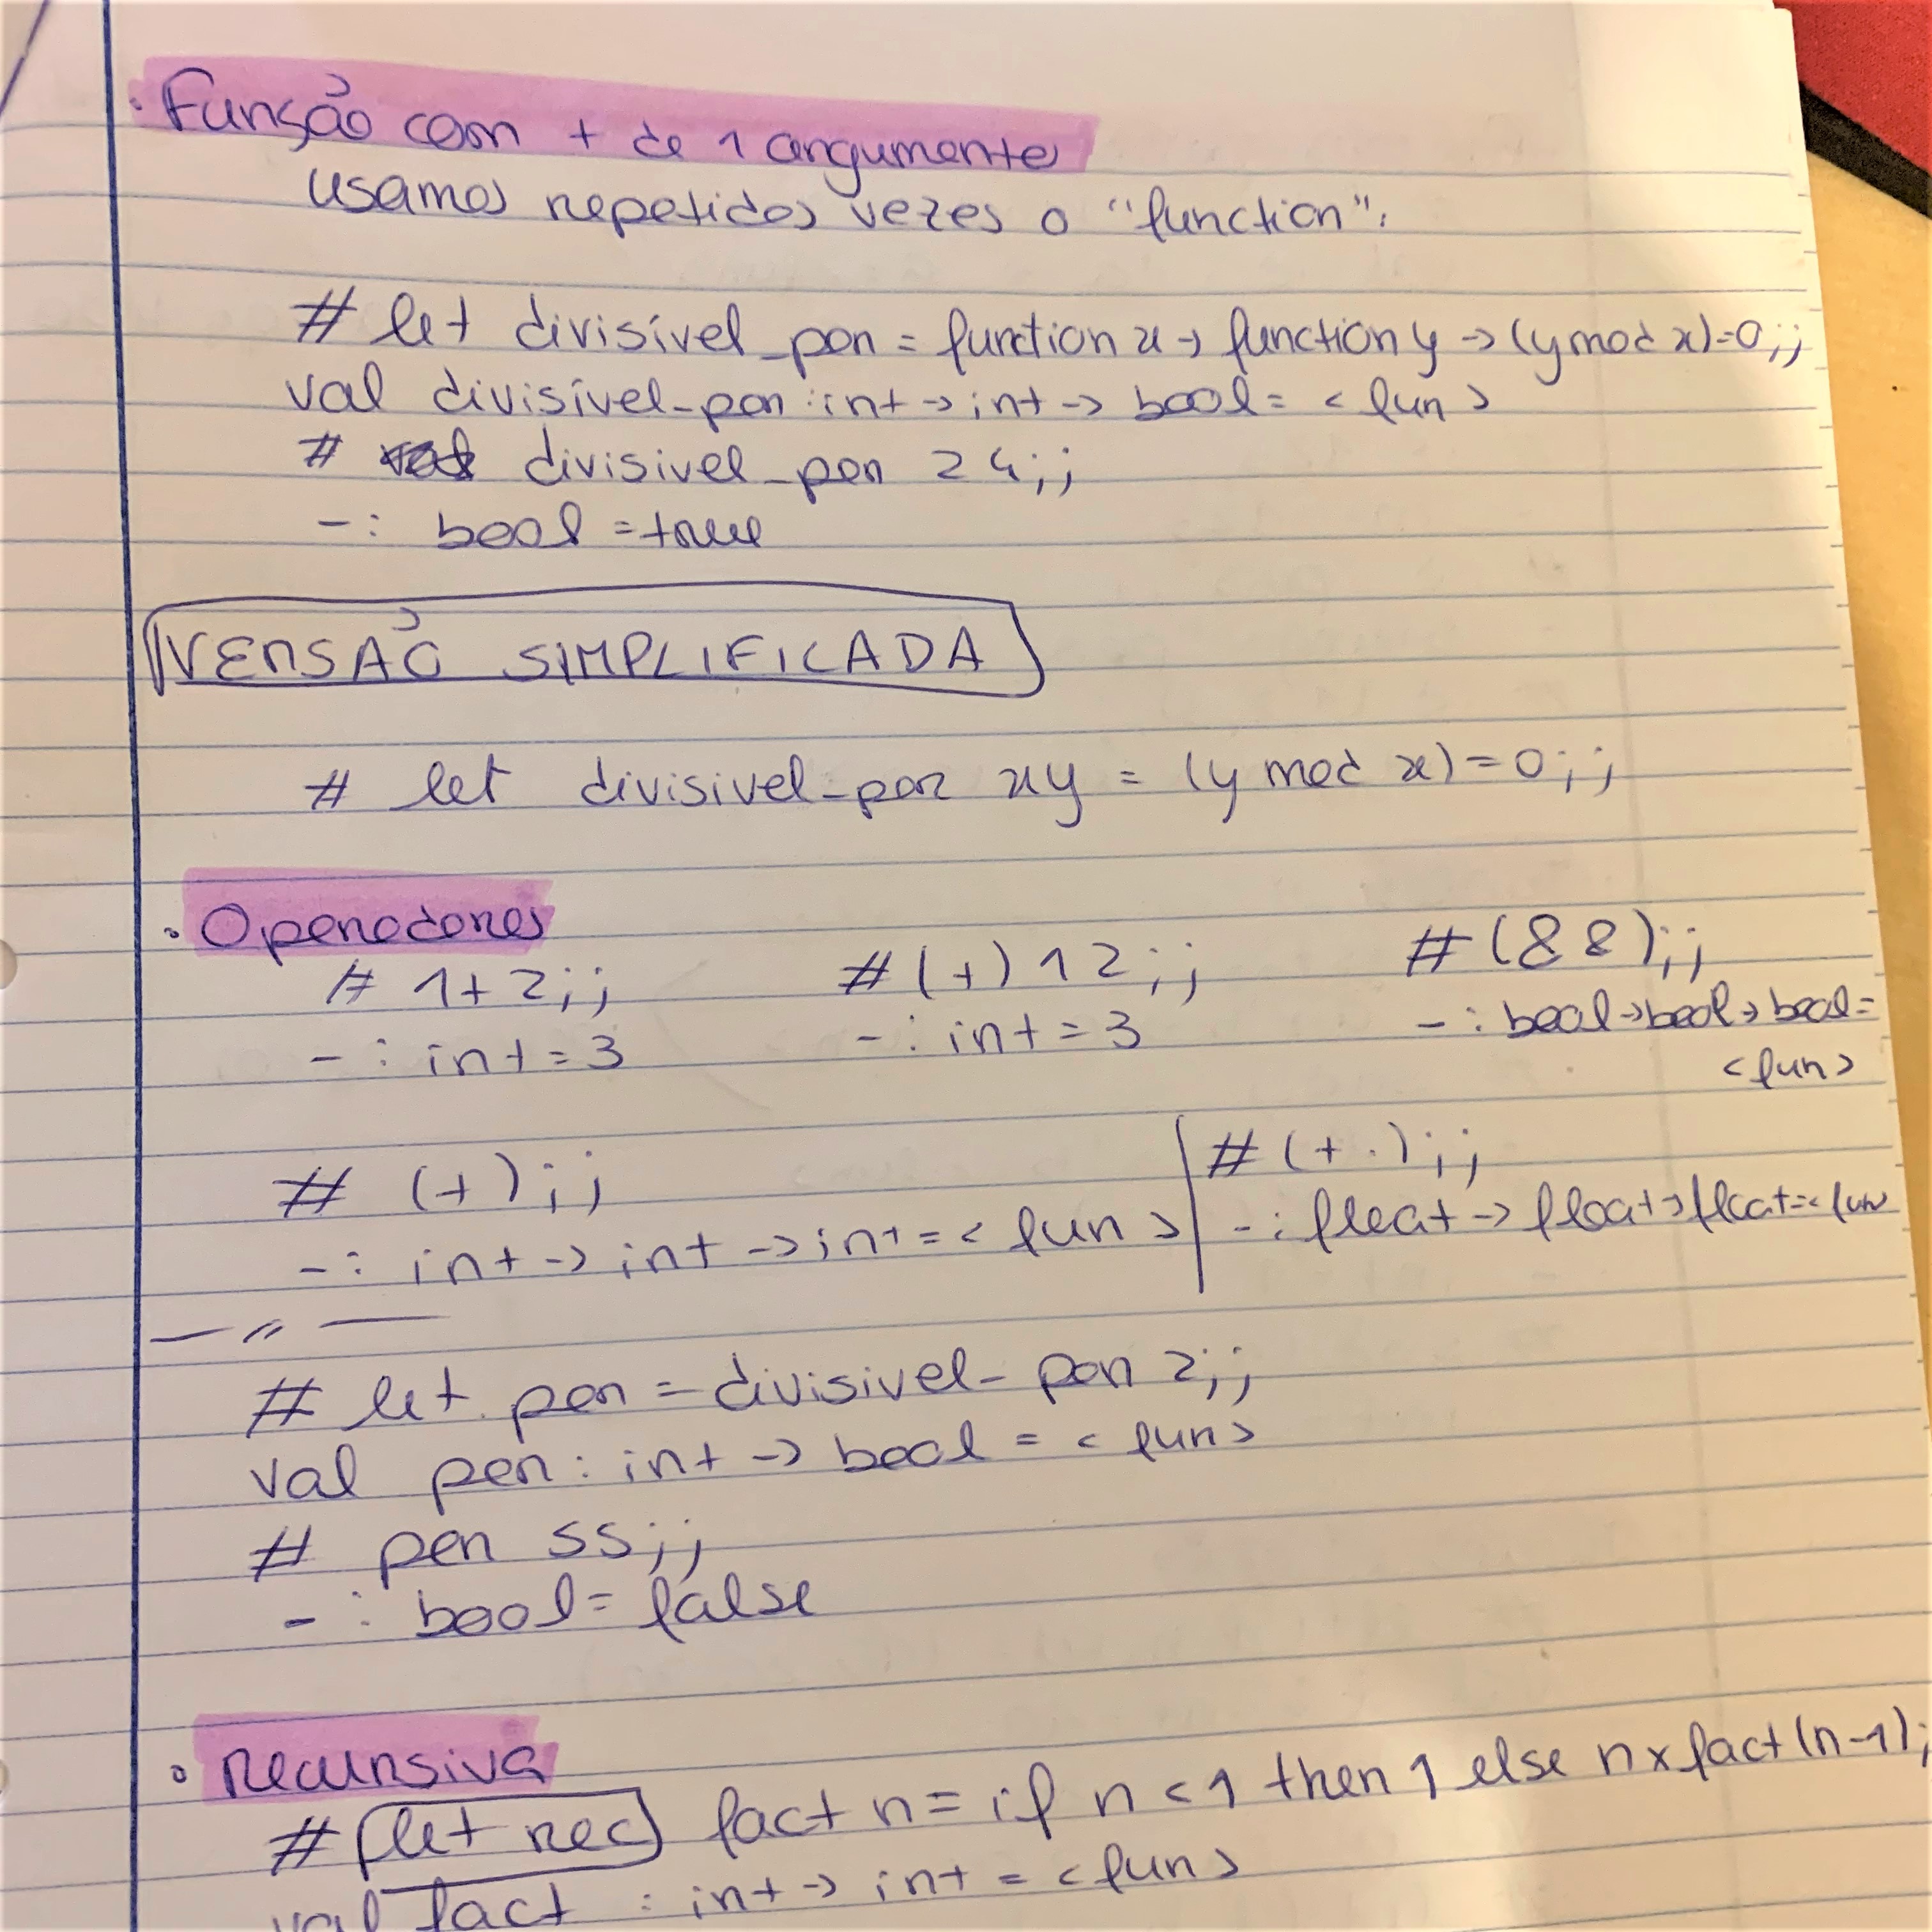 · Função com + de 1 argumento
usamos repetidas vezes o "function".
# let divisível_por = function x -> function y -> (y mod x)=0;;
val divisível_por : int -> int -> bool = <fun>
# divisivel_por 2 4;;
- : bool = true
VERSÃO SIMPLIFICADA
# let divisivel_por x y = (y mod x) = 0;;
· Operadores
# 1+2;; # (+) 1 2;; # (&&);;
- : int = 3 - : int = 3 - : bool -> bool -> bool =
<fun>
# (+);; # (+.);;
- : int -> int -> int = <fun> - : float -> float -> float = <fun
— // —
# let par = divisivel_por 2;;
val par : int -> bool = <fun>
# par 55;;
- : bool = false
· Recursiva
# let rec fact n = if n < 1 then 1 else n x fact (n-1);
val fact : int -> int = <fun>